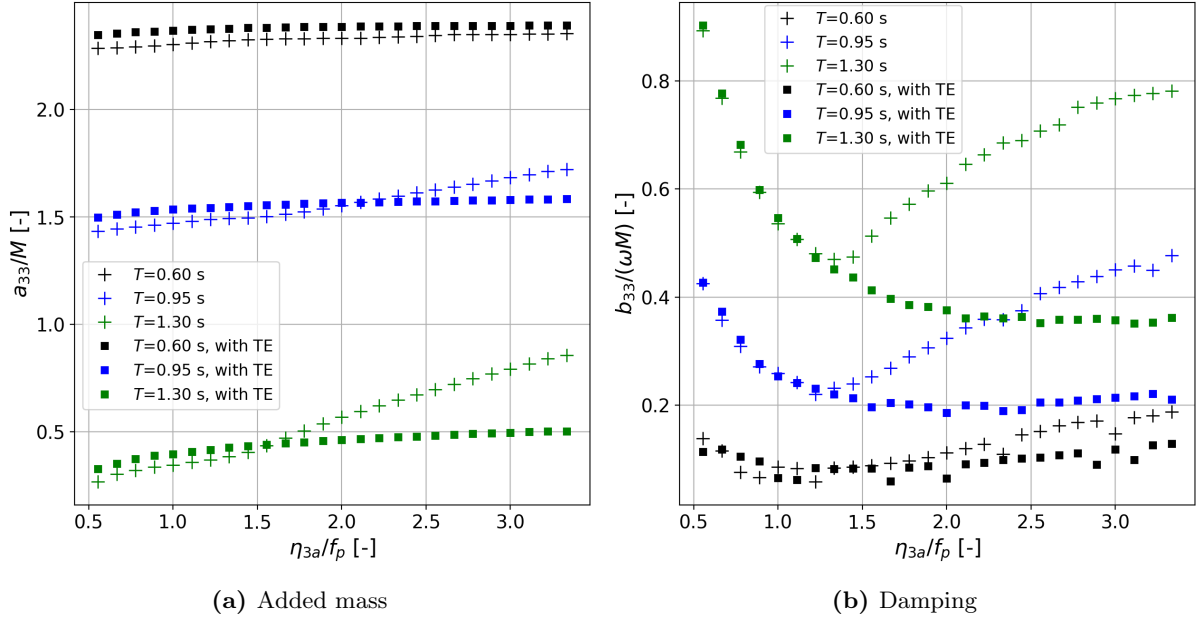 a₃₃/M [-]
2.0
1.5
1.0
0.5
T=0.60 s
T=0.95 s
T=1.30 s
T=0.60 s, with TE
T=0.95 s, with TE
T=1.30 s, with TE
0.5 1.0 1.5 2.0 2.5 3.0
η₃ₐ/fₚ [-]
(a) Added mass
b₃₃/(ωM) [-]
0.8
0.6
0.4
0.2
T=0.60 s
T=0.95 s
T=1.30 s
T=0.60 s, with TE
T=0.95 s, with TE
T=1.30 s, with TE
0.5 1.0 1.5 2.0 2.5 3.0
η₃ₐ/fₚ [-]
(b) Damping